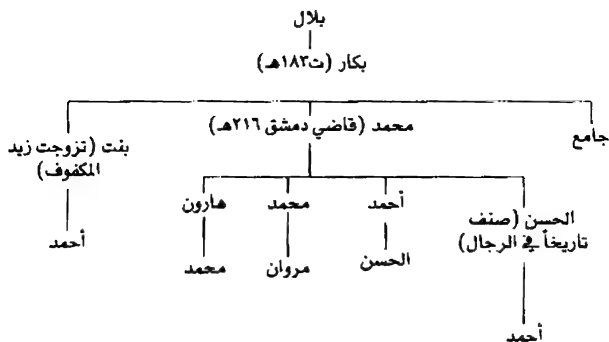 بلال
بكار (ت١٨٣هـ)
جامع
محمد (قاضي دمشق ٢١٦هـ)
بنت (تزوجت زيد
المكفوف)
الحسن (صنف
تاريخاً في الرجال)
أحمد
محمد
هارون
أحمد
الحسن
مروان
محمد
أحمد